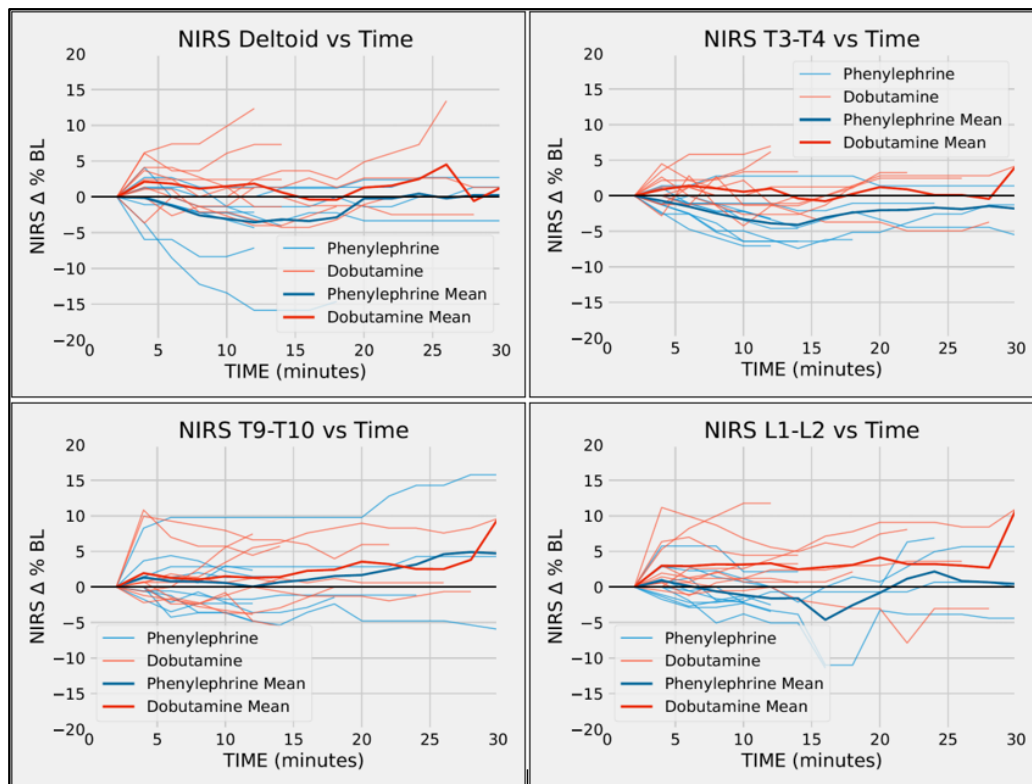 NIRS Deltoid vs Time
20
15
10
5
0
−5
−10
−15
−20
NIRS Δ % BL
Phenylephrine
Dobutamine
Phenylephrine Mean
Dobutamine Mean
0 5 10 15 20 25 30
TIME (minutes)
NIRS T3-T4 vs Time
20
15
10
5
0
−5
−10
−15
−20
NIRS Δ % BL
Phenylephrine
Dobutamine
Phenylephrine Mean
Dobutamine Mean
0 5 10 15 20 25 30
TIME (minutes)
NIRS T9-T10 vs Time
20
15
10
5
0
−5
−10
−15
−20
NIRS Δ % BL
Phenylephrine
Dobutamine
Phenylephrine Mean
Dobutamine Mean
0 5 10 15 20 25 30
TIME (minutes)
NIRS L1-L2 vs Time
20
15
10
5
0
−5
−10
−15
−20
NIRS Δ % BL
Phenylephrine
Dobutamine
Phenylephrine Mean
Dobutamine Mean
0 5 10 15 20 25 30
TIME (minutes)